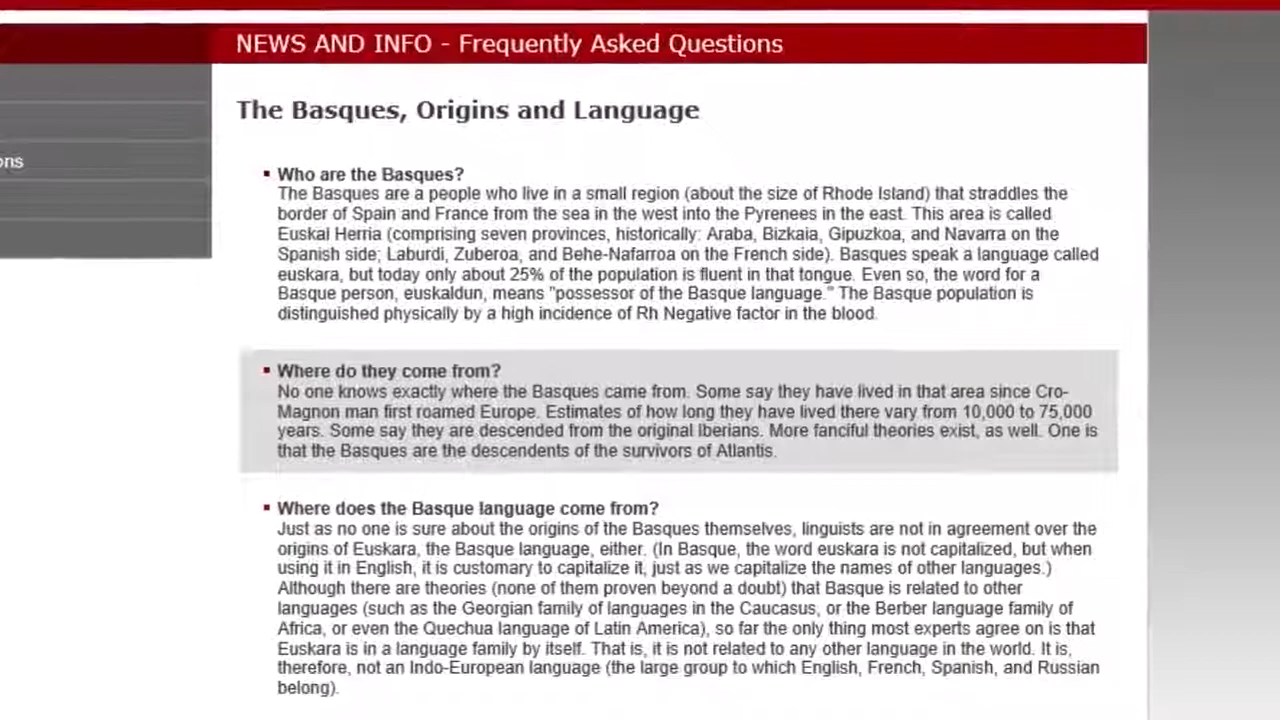 NEWS AND INFO - Frequently Asked Questions
ons
The Basques, Origins and Language
Who are the Basques?
The Basques are a people who live in a small region (about the size of Rhode Island) that straddles the
border of Spain and France from the sea in the west into the Pyrenees in the east. This area is called
Euskal Herria (comprising seven provinces, historically: Araba, Bizkaia, Gipuzkoa, and Navarra on the
Spanish side; Laburdi, Zuberoa, and Behe-Nafarroa on the French side). Basques speak a language called
euskara, but today only about 25% of the population is fluent in that tongue. Even so, the word for a
Basque person, euskaldun, means "possessor of the Basque language." The Basque population is
distinguished physically by a high incidence of Rh Negative factor in the blood.
Where do they come from?
No one knows exactly where the Basques came from. Some say they have lived in that area since Cro-
Magnon man first roamed Europe. Estimates of how long they have lived there vary from 10,000 to 75,000
years. Some say they are descended from the original Iberians. More fanciful theories exist, as well. One is
that the Basques are the descendents of the survivors of Atlantis.
Where does the Basque language come from?
Just as no one is sure about the origins of the Basques themselves, linguists are not in agreement over the
origins of Euskara, the Basque language, either. (In Basque, the word euskara is not capitalized, but when
using it in English, it is customary to capitalize it, just as we capitalize the names of other languages.)
Although there are theories (none of them proven beyond a doubt) that Basque is related to other
languages (such as the Georgian family of languages in the Caucasus, or the Berber language family of
Africa, or even the Quechua language of Latin America), so far the only thing most experts agree on is that
Euskara is in a language family by itself. That is, it is not related to any other language in the world. It is,
therefore, not an Indo-European language (the large group to which English, French, Spanish, and Russian
belong).